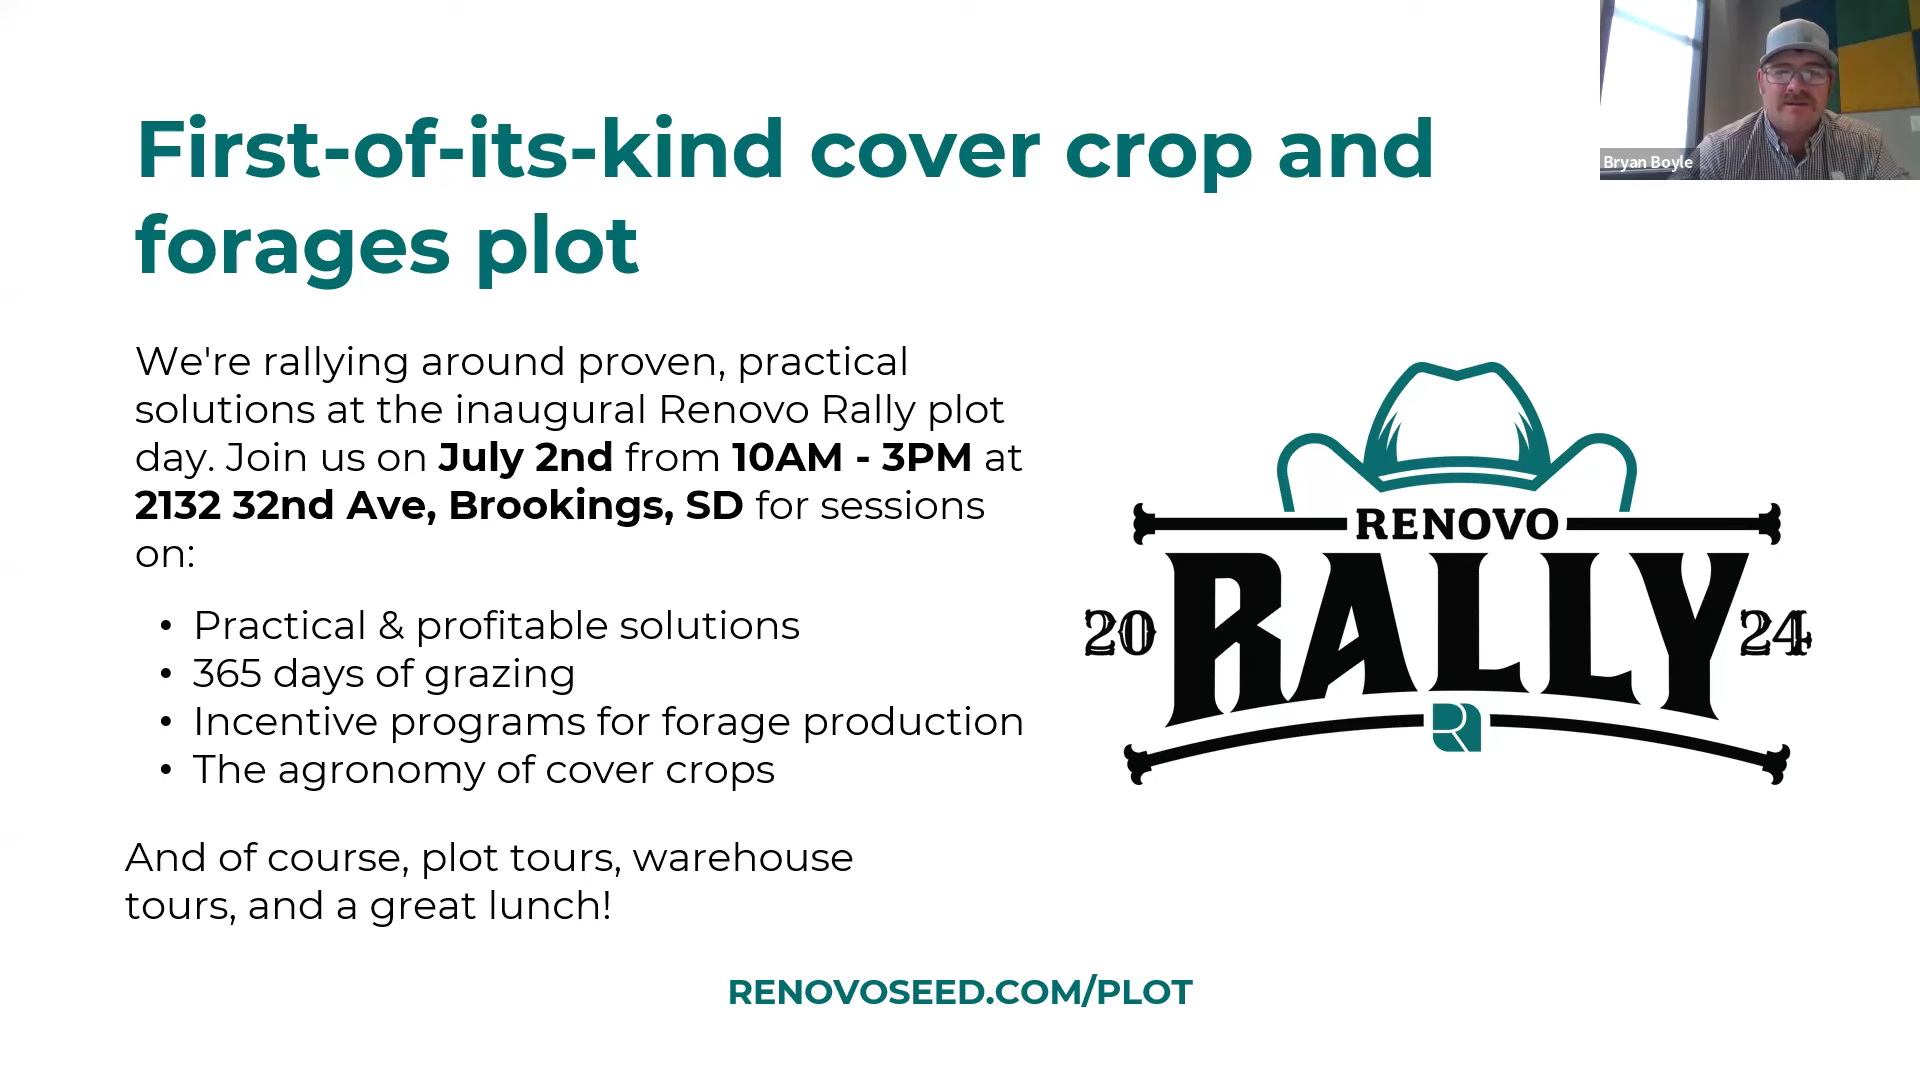 First-of-its-kind cover crop and
forages plot
Bryan Boyle
We're rallying around proven, practical
solutions at the inaugural Renovo Rally plot
day. Join us on July 2nd from 10AM - 3PM at
2132 32nd Ave, Brookings, SD for sessions
on:
• Practical & profitable solutions
• 365 days of grazing
• Incentive programs for forage production
• The agronomy of cover crops
And of course, plot tours, warehouse
tours, and a great lunch!
RENOVO
20 RALLY 24
R
RENOVOSEED.COM/PLOT